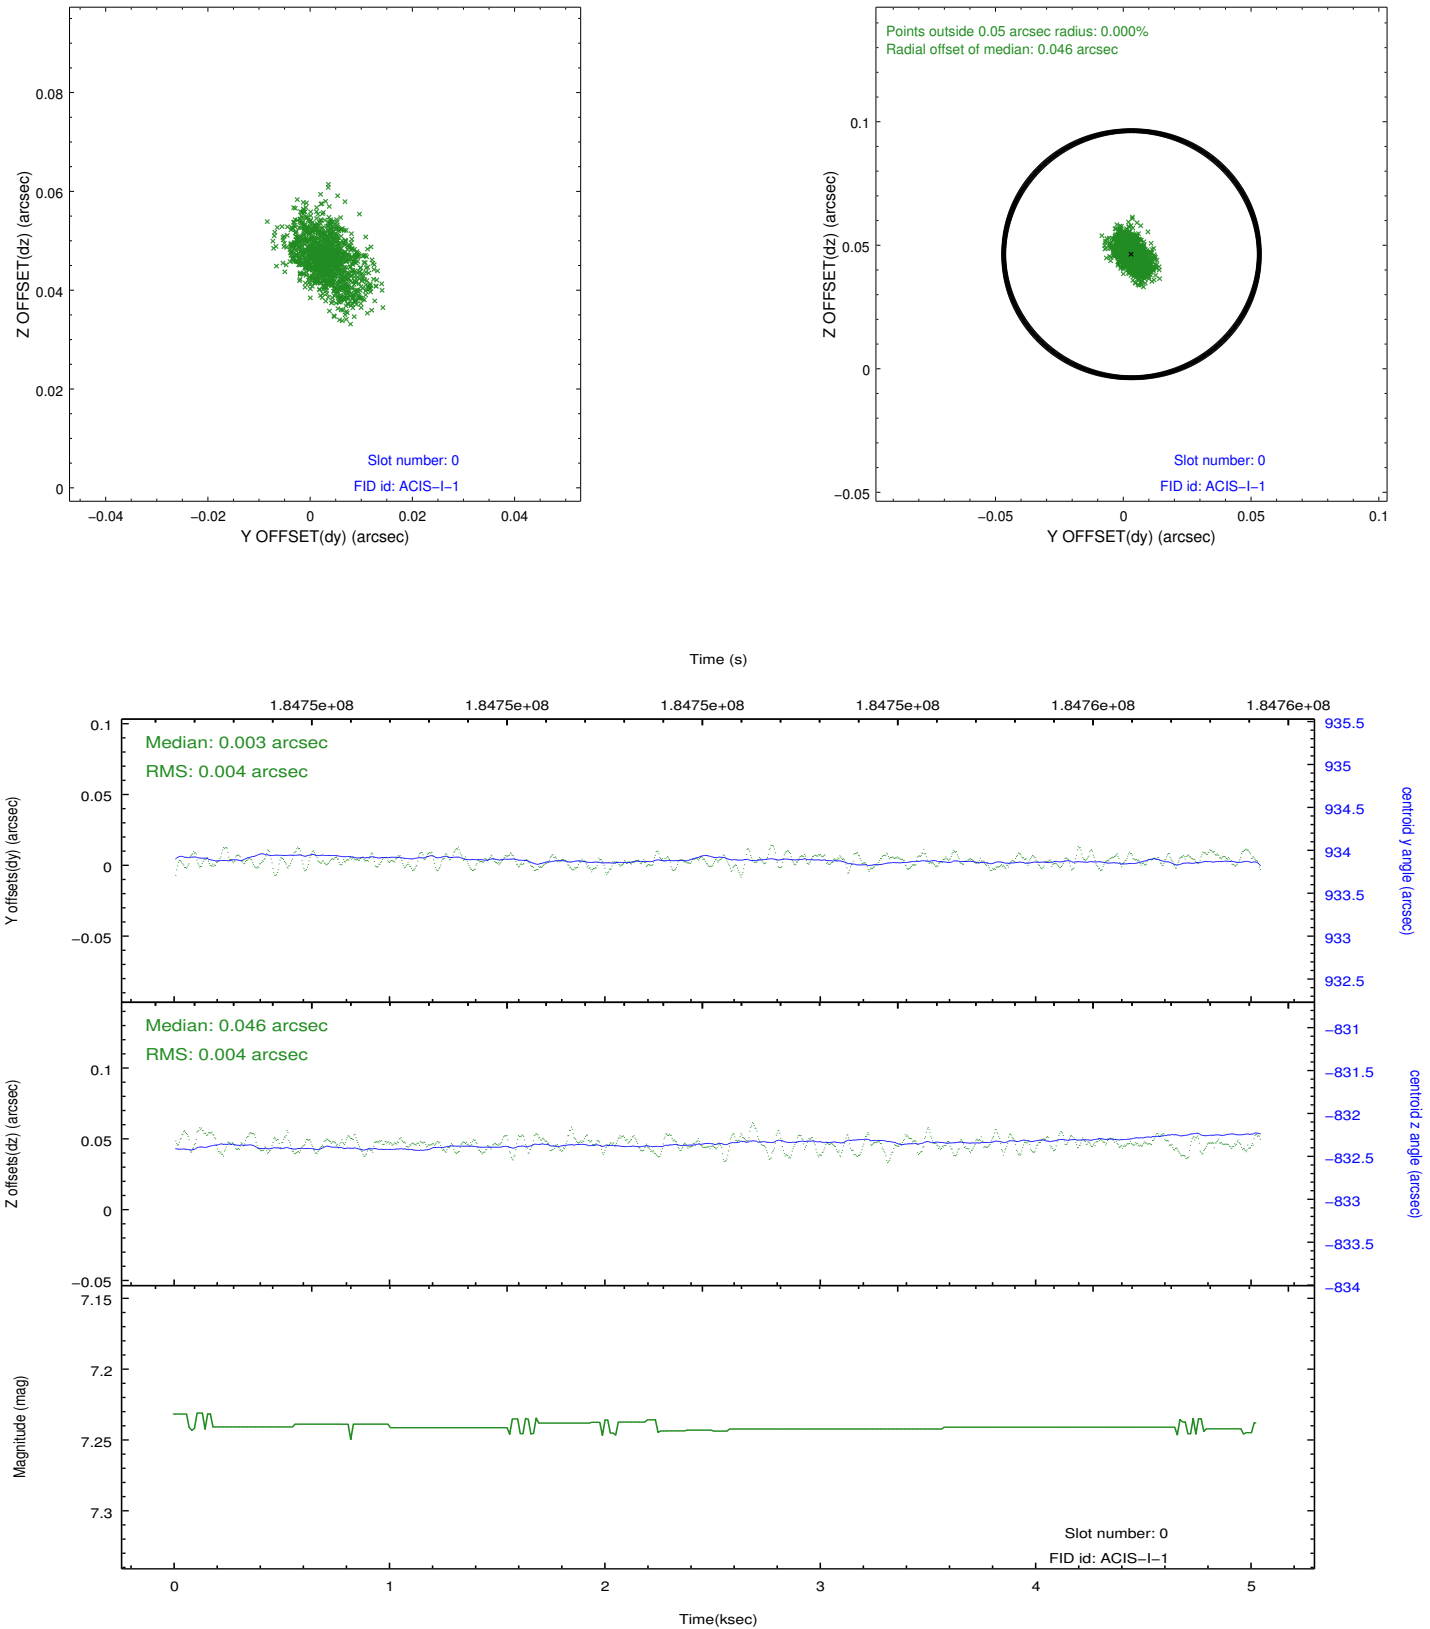 0.08
0.06
0.04
0.02
0
Z OFFSET(dz) (arcsec)
Slot number: 0
FID id: ACIS−I−1
−0.04
−0.02
0
0.02
0.04
Y OFFSET(dy) (arcsec)
Points outside 0.05 arcsec radius: 0.000%
Radial offset of median: 0.046 arcsec
0.1
0.05
0
−0.05
Z OFFSET(dz) (arcsec)
Slot number: 0
FID id: ACIS−I−1
−0.05
0
0.05
0.1
Y OFFSET(dy) (arcsec)
Time (s)
1.8475e+08
1.8475e+08
1.8475e+08
1.8475e+08
1.8476e+08
1.8476e+08
Median: 0.003 arcsec
RMS: 0.004 arcsec
0.1
0.05
0
−0.05
Y offsets(dy) (arcsec)
935.5
935
934.5
934
933.5
933
932.5
centroid y angle (arcsec)
Median: 0.046 arcsec
RMS: 0.004 arcsec
0.1
0.05
0
−0.05
Z offsets(dz) (arcsec)
−831
−831.5
−832
−832.5
−833
−833.5
−834
centroid z angle (arcsec)
7.15
7.2
7.25
7.3
Magnitude (mag)
Slot number: 0
FID id: ACIS−I−1
0
1
2
3
4
5
Time(ksec)